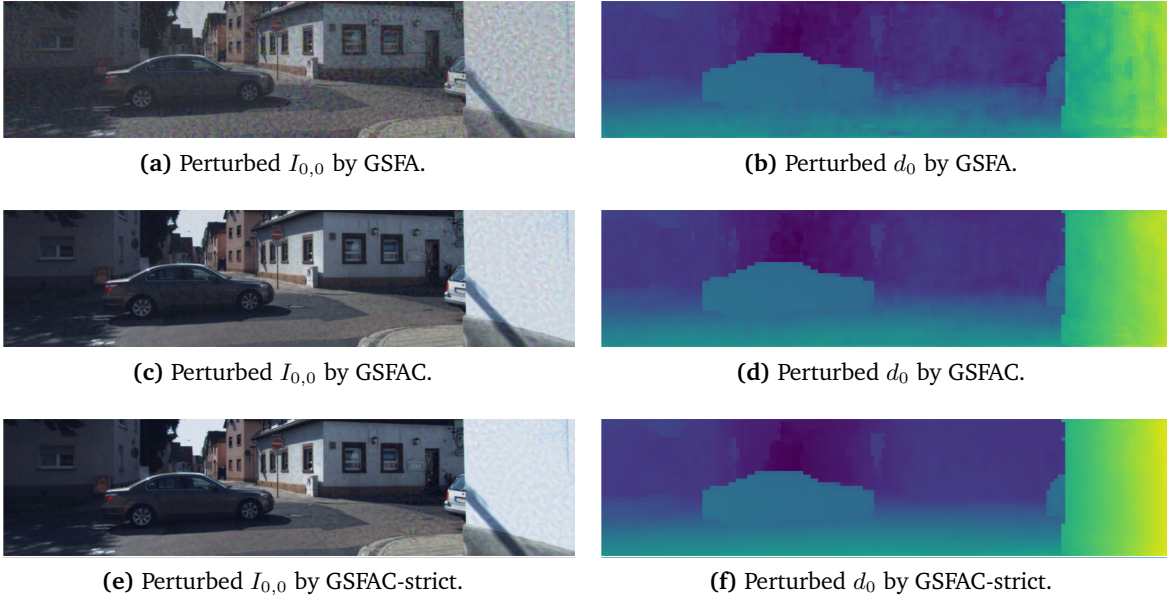 (a) Perturbed I₀,₀ by GSFA.
(b) Perturbed d₀ by GSFA.
(c) Perturbed I₀,₀ by GSFAC.
(d) Perturbed d₀ by GSFAC.
(e) Perturbed I₀,₀ by GSFAC-strict.
(f) Perturbed d₀ by GSFAC-strict.